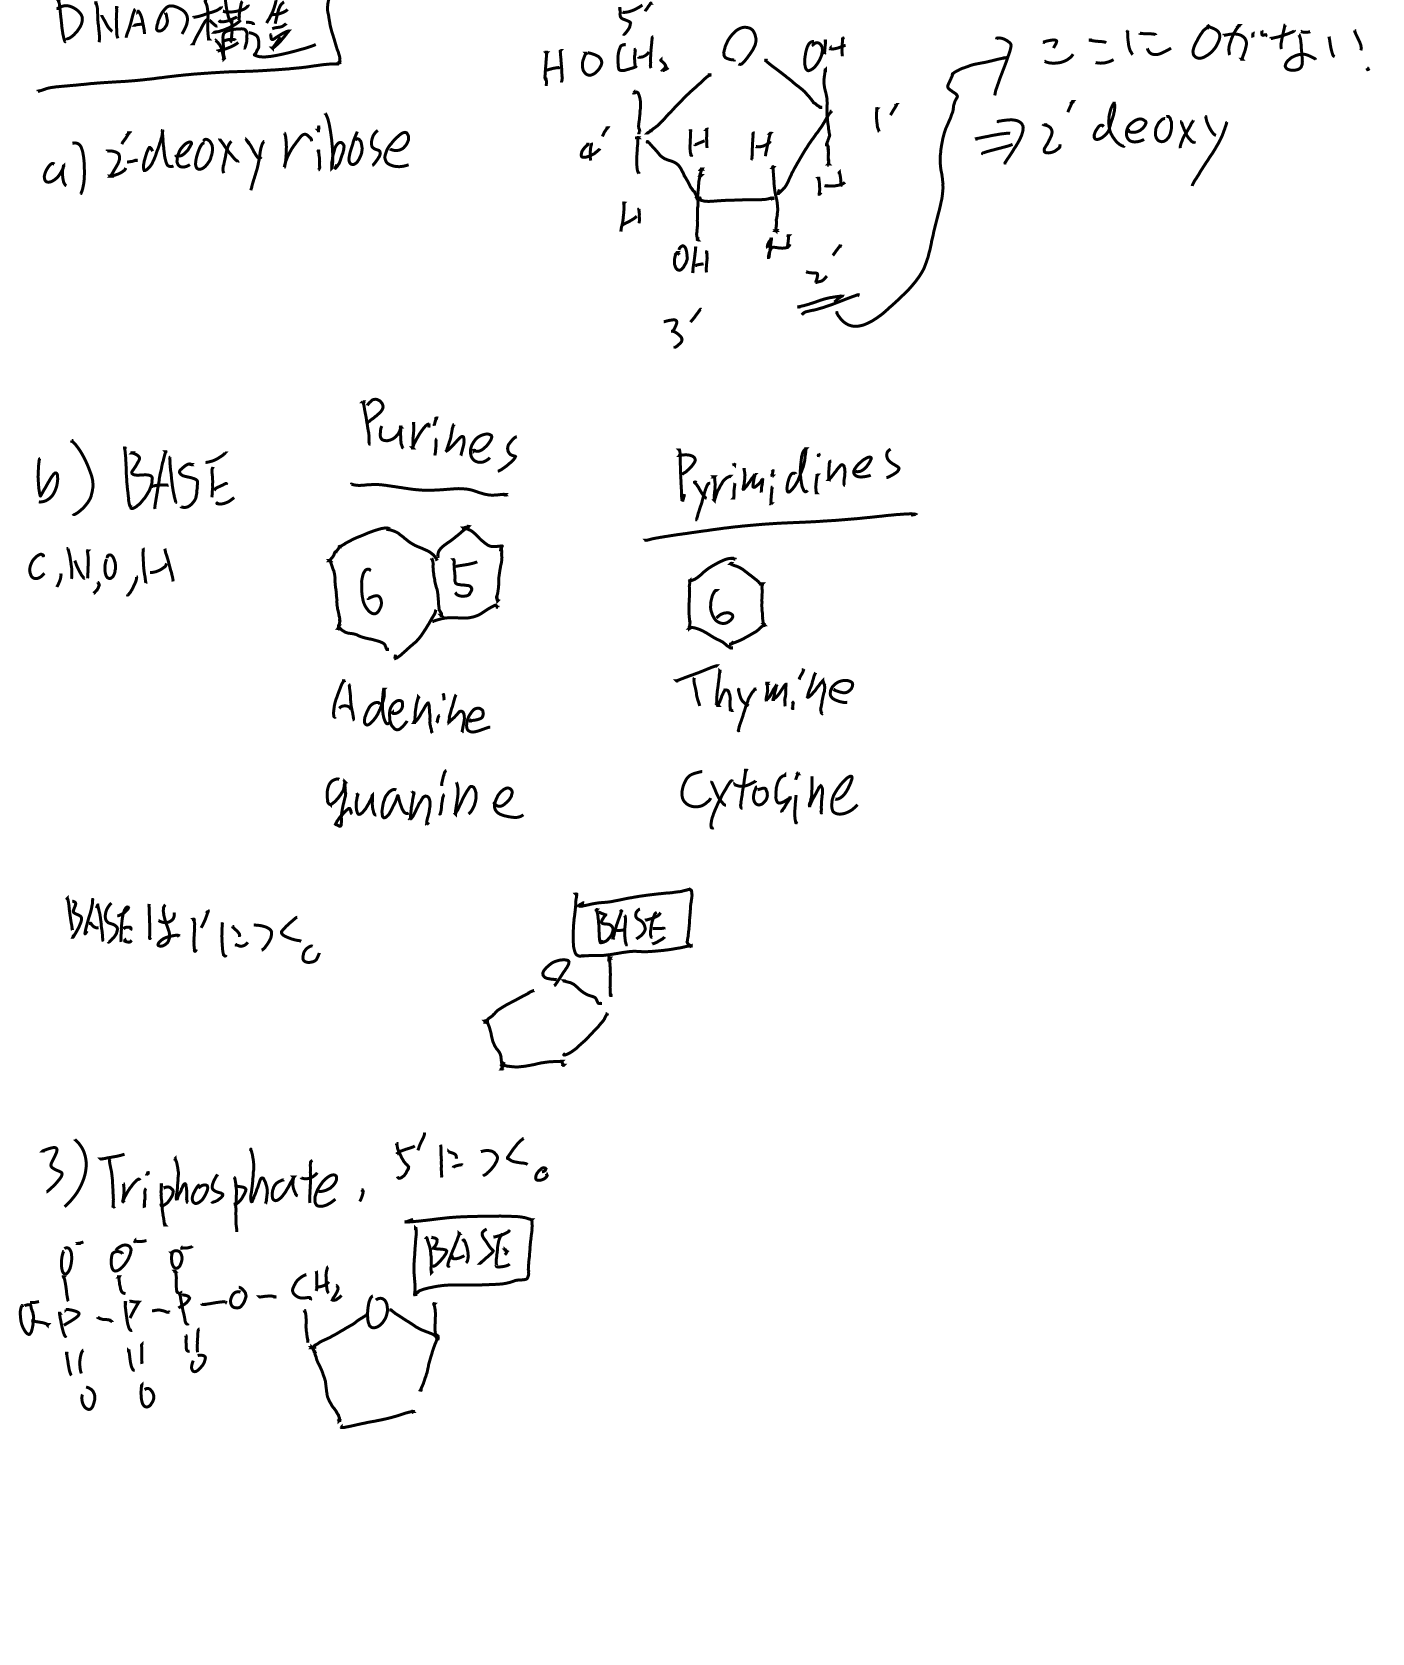 DNAの構造
a) 2'-deoxyribose
5'
HOCH₂ O OH
4' H H 1'
H OH H H
3' 2'
ここに Oがない!
⇒ 2' deoxy
b) BASE
C, N, O, H
Purines
6 5
Adenine
guanine
Pyrimidines
6
Thymine
Cytosine
BASEは1'につく。
BASE
O
3) Triphosphate, 5'につく。
BASE
O⁻ O⁻ O⁻
O⁻-P-P-P-O-CH₂ O
O O O